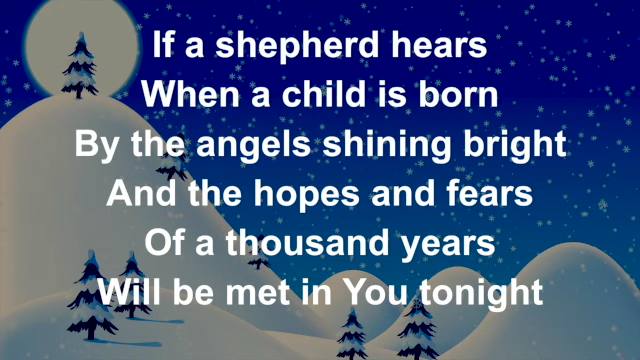 If a shepherd hears
When a child is born
By the angels shining bright
And the hopes and fears
Of a thousand years
Will be met in You tonight